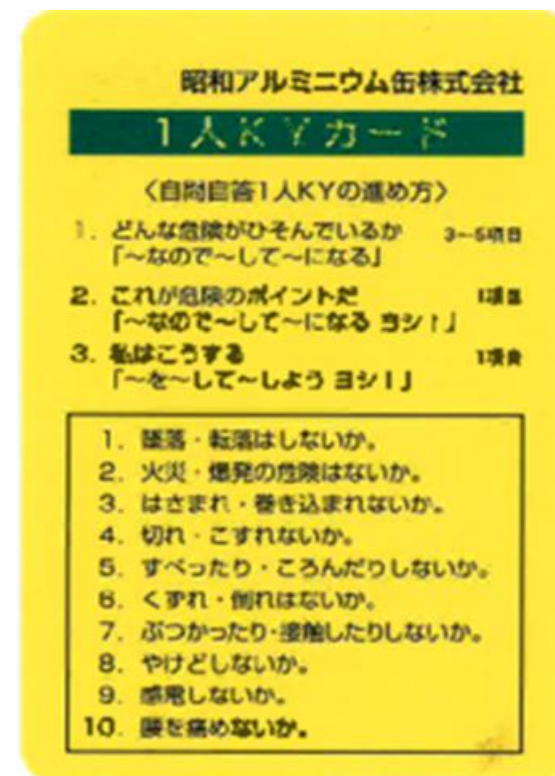 昭和アルミニウム缶株式会社
1人KYカード
〈自問自答1人KYの進め方〉
1. どんな危険がひそんでいるか 3~5項目
「~なので~して~になる」
2. これが危険のポイントだ 1項目
「~なので~して~になる ヨシ!」
3. 私はこうする 1項目
「~を~して~しよう ヨシ!」
1. 墜落・転落はしないか。
2. 火災・爆発の危険はないか。
3. はさまれ・巻き込まれないか。
4. 切れ・こすれないか。
5. すべったり・ころんだりしないか。
6. くずれ・倒れはないか。
7. ぶつかったり・接触したりしないか。
8. やけどしないか。
9. 感電しないか。
10. 腰を痛めないか。